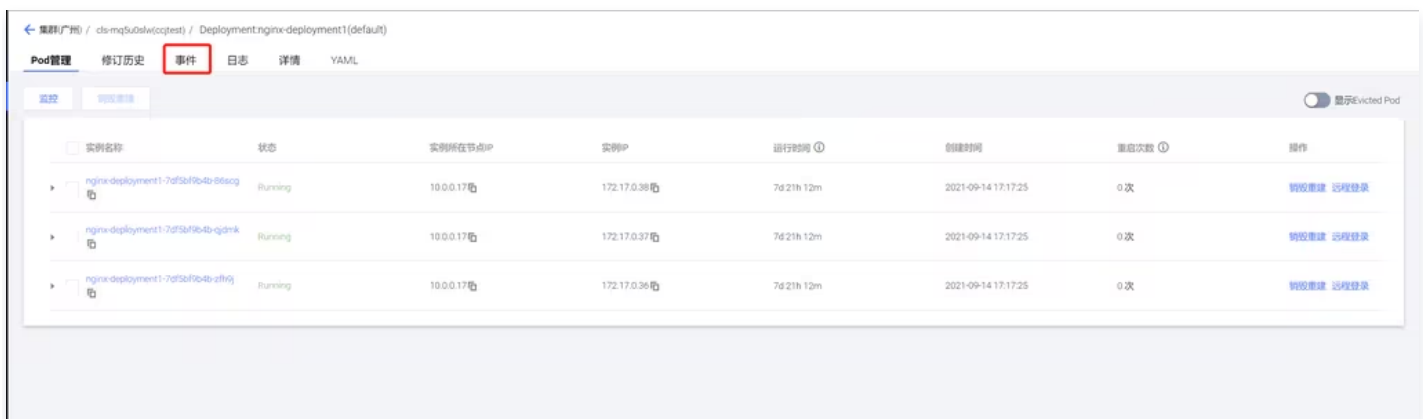 集群(广州) / cls-mq5u0slw(ccjtest) / Deployment:nginx-deployment1(default)
Pod管理 修订历史 事件 日志 详情 YAML
监控 销毁重建 显示Evicted Pod
实例名称 状态 实例所在节点IP 实例IP 运行时间 创建时间 重启次数 操作
nginx-deployment1-7df5bf9b4b-86scg Running 10.0.0.17 172.17.0.38 7d 21h 12m 2021-09-14 17:17:25 0 次 销毁重建 远程登录
nginx-deployment1-7df5bf9b4b-qjdmk Running 10.0.0.17 172.17.0.37 7d 21h 12m 2021-09-14 17:17:25 0 次 销毁重建 远程登录
nginx-deployment1-7df5bf9b4b-zfh9j Running 10.0.0.17 172.17.0.36 7d 21h 12m 2021-09-14 17:17:25 0 次 销毁重建 远程登录